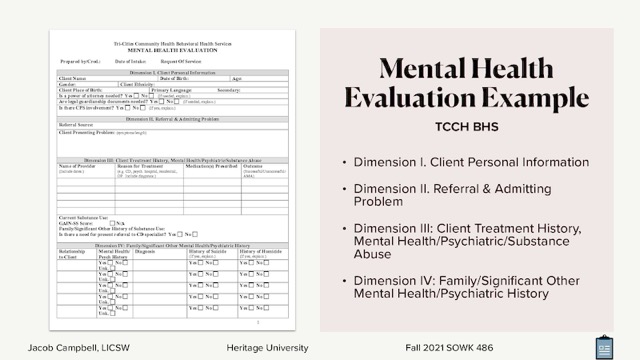 Tri-Cities Community Health Behavioral Health Services
MENTAL HEALTH EVALUATION
Prepared by/Cred.: Date of Intake: Request Of Service:
Dimension I. Client Personal Information
Client Name Date of Birth: Age:
Gender: Client Ethnicity:
Client Place of Birth: Primary Language Secondary:
Is a power of attorney needed? Yes No (If needed, explain.)
Are legal guardianship documents needed? Yes No (If yes, explain.)
Is there CPS involvement? Yes No (If yes, explain.)
Dimension II. Referral & Admitting Problem
Referral Source
Client Presenting Problem:
Dimension III: Client Treatment History, Mental Health/Psychiatric/Substance Abuse
Name of Provider Reason for Treatment Medication(s) Prescribed Outcome
Current Substance Use:
GAIN-SS Score: N/A
Family/Significant Other History of Substance Use:
Is there a need for present referral to CD specialist? Yes No
Dimension IV: Family/Significant Other Mental Health/Psychiatric History
Relationship to Client Mental Health/ Psych History Diagnosis History of Suicide History of Homicide
(If yes, explain.) (If yes, explain.)
Yes No Unk. Yes No Yes No
Yes No Unk. Yes No Yes No
Yes No Unk. Yes No Yes No
Yes No Unk. Yes No Yes No
Yes No Unk. Yes No Yes No
Mental Health
Evaluation Example
TCCH BHS
• Dimension I. Client Personal Information
• Dimension II. Referral & Admitting
Problem
• Dimension III: Client Treatment History,
Mental Health/Psychiatric/Substance
Abuse
• Dimension IV: Family/Significant Other
Mental Health/Psychiatric History
Jacob Campbell, LICSW Heritage University Fall 2021 SOWK 486